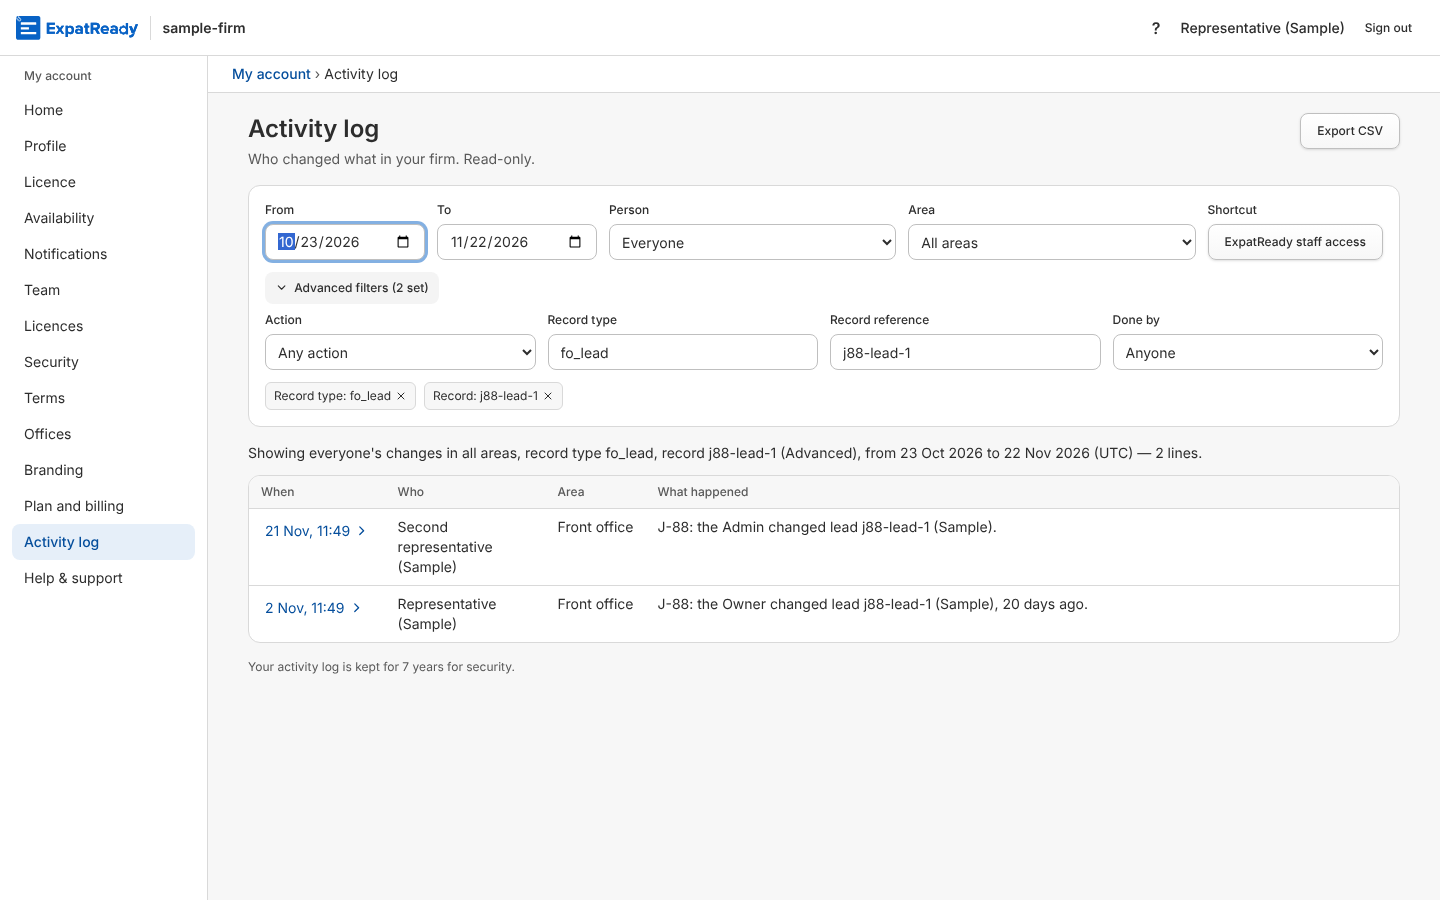 ExpatReady
sample-firm
?
Representative (Sample)
Sign out
My account
Home
Profile
Licence
Availability
Notifications
Team
Licences
Security
Terms
Offices
Branding
Plan and billing
Activity log
Help & support
My account › Activity log
Activity log
Who changed what in your firm. Read-only.
Export CSV
From
To
Person
Area
Shortcut
10/23/2026
11/22/2026
Everyone
All areas
ExpatReady staff access
Advanced filters (2 set)
Action
Record type
Record reference
Done by
Any action
fo_lead
j88-lead-1
Anyone
Record type: fo_lead ×
Record: j88-lead-1 ×
Showing everyone's changes in all areas, record type fo_lead, record j88-lead-1 (Advanced), from 23 Oct 2026 to 22 Nov 2026 (UTC) — 2 lines.
When
Who
Area
What happened
21 Nov, 11:49
Second
representative
(Sample)
Front office
J-88: the Admin changed lead j88-lead-1 (Sample).
2 Nov, 11:49
Representative
(Sample)
Front office
J-88: the Owner changed lead j88-lead-1 (Sample), 20 days ago.
Your activity log is kept for 7 years for security.